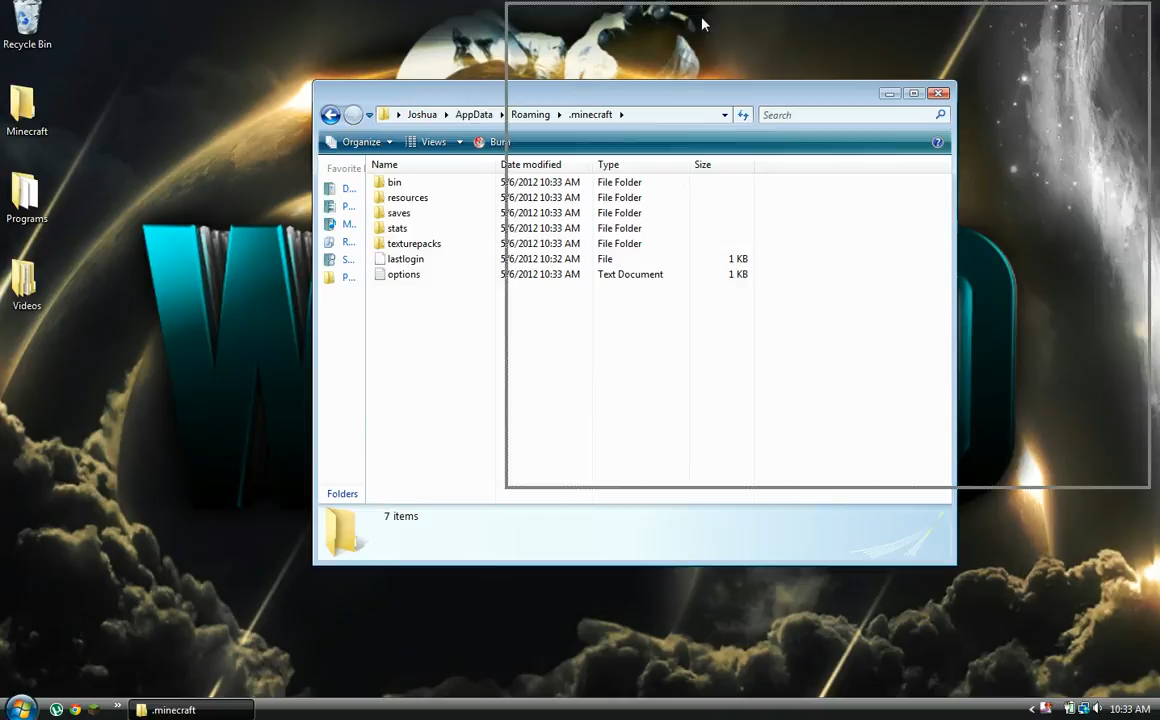 Recycle Bin
Minecraft
Programs
Videos
Joshua AppData Roaming .minecraft
Search
Organize Views Burn
Favorite
Name Date modified Type Size
D...
P...
M...
R...
S...
P...
bin 5/6/2012 10:33 AM File Folder
resources 5/6/2012 10:33 AM File Folder
saves 5/6/2012 10:33 AM File Folder
stats 5/6/2012 10:33 AM File Folder
texturepacks 5/6/2012 10:33 AM File Folder
lastlogin 5/6/2012 10:32 AM File 1 KB
options 5/6/2012 10:33 AM Text Document 1 KB
Folders
7 items
W
.minecraft
10:33 AM